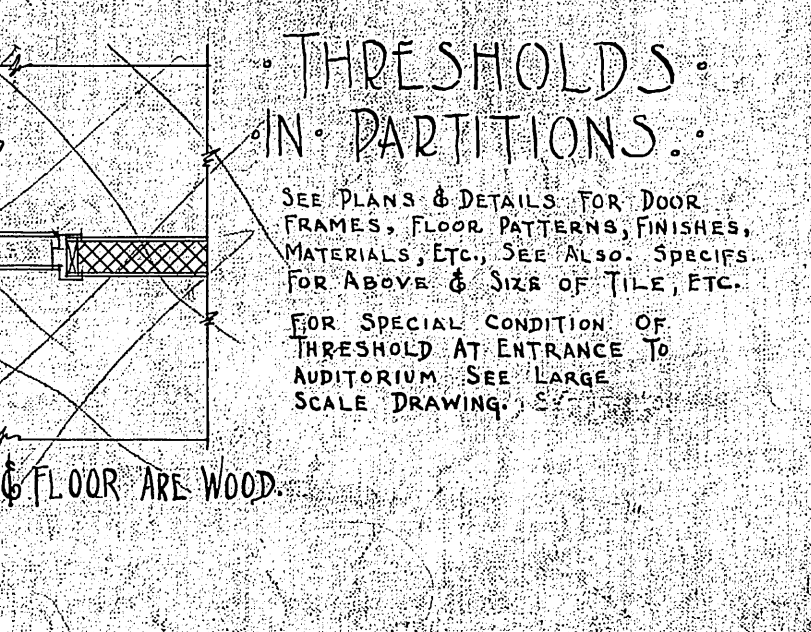 · THRESHOLDS ·
· IN · PARTITIONS . ·
SEE PLANS & DETAILS FOR DOOR
FRAMES, FLOOR PATTERNS, FINISHES,
MATERIALS, ETC., SEE ALSO. SPECIFS
FOR ABOVE & SIZE OF TILE, ETC.
FOR SPECIAL CONDITION OF
THRESHOLD AT ENTRANCE TO
AUDITORIUM SEE LARGE
SCALE DRAWING.
& FLOOR ARE WOOD.